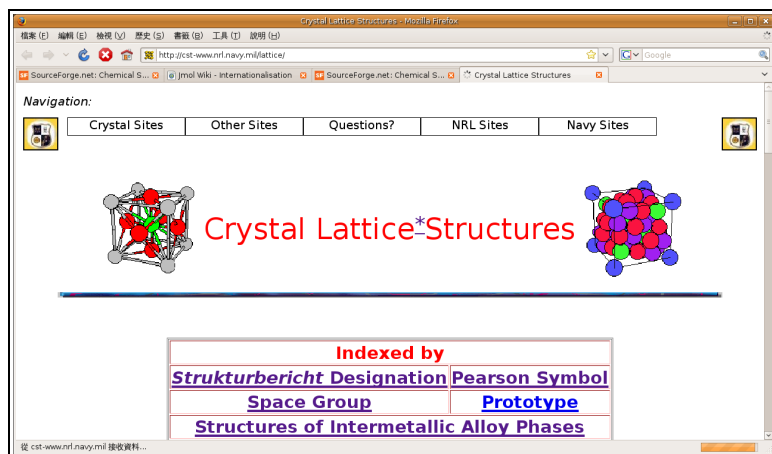 Crystal Lattice Structures - Mozilla Firefox
檔案 (F) 編輯 (E) 檢視 (V) 歷史 (S) 書籤 (B) 工具 (T) 說明 (H)
http://cst-www.nrl.navy.mil/lattice/ Google
SourceForge.net: Chemical S... Jmol Wiki - Internationalisation SourceForge.net: Chemical S... Crystal Lattice Structures
Navigation:
Crystal Sites Other Sites Questions? NRL Sites Navy Sites
Crystal Lattice*Structures
Indexed by
Strukturbericht Designation Pearson Symbol
Space Group Prototype
Structures of Intermetallic Alloy Phases
從 cst-www.nrl.navy.mil 接收資料...